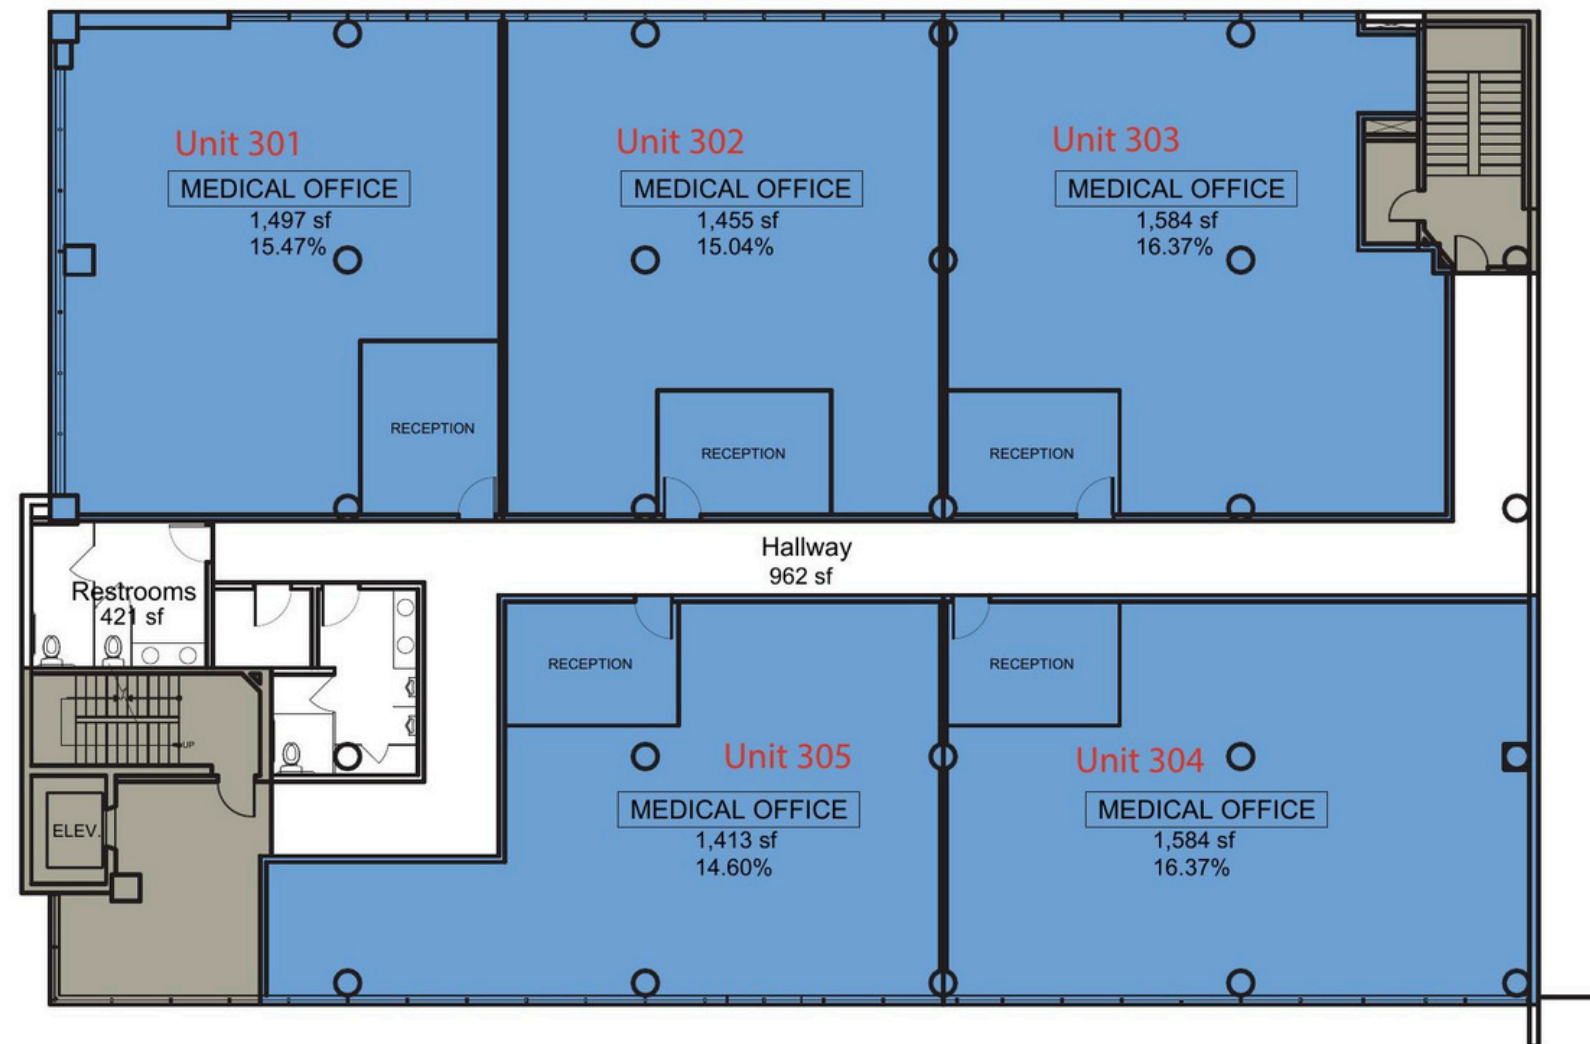 Unit 301
MEDICAL OFFICE
1,497 sf
15.47%
RECEPTION
Unit 302
MEDICAL OFFICE
1,455 sf
15.04%
RECEPTION
Unit 303
MEDICAL OFFICE
1,584 sf
16.37%
RECEPTION
Hallway
962 sf
Restrooms
421 sf
UP
ELEV.
RECEPTION
Unit 305
MEDICAL OFFICE
1,413 sf
14.60%
RECEPTION
Unit 304
MEDICAL OFFICE
1,584 sf
16.37%